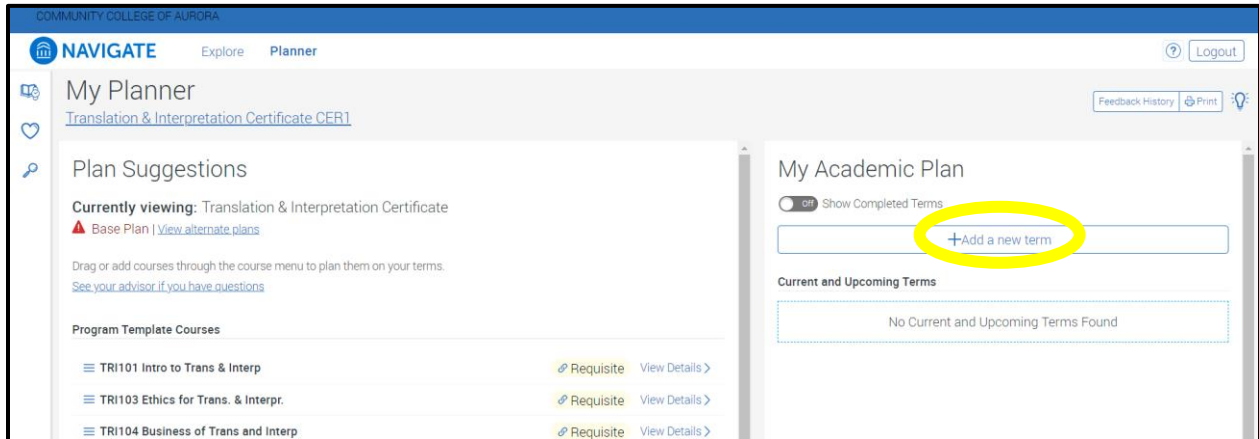 COMMUNITY COLLEGE OF AURORA
NAVIGATE Explore Planner ? Logout
My Planner
Translation & Interpretation Certificate CER1
Feedback History Print
Plan Suggestions
Currently viewing: Translation & Interpretation Certificate
Base Plan | View alternate plans
Drag or add courses through the course menu to plan them on your terms.
See your advisor if you have questions
Program Template Courses
TRI101 Intro to Trans & Interp Requisite View Details >
TRI103 Ethics for Trans. & Interpr. Requisite View Details >
TRI104 Business of Trans and Interp Requisite View Details >
My Academic Plan
Off Show Completed Terms
+Add a new term
Current and Upcoming Terms
No Current and Upcoming Terms Found